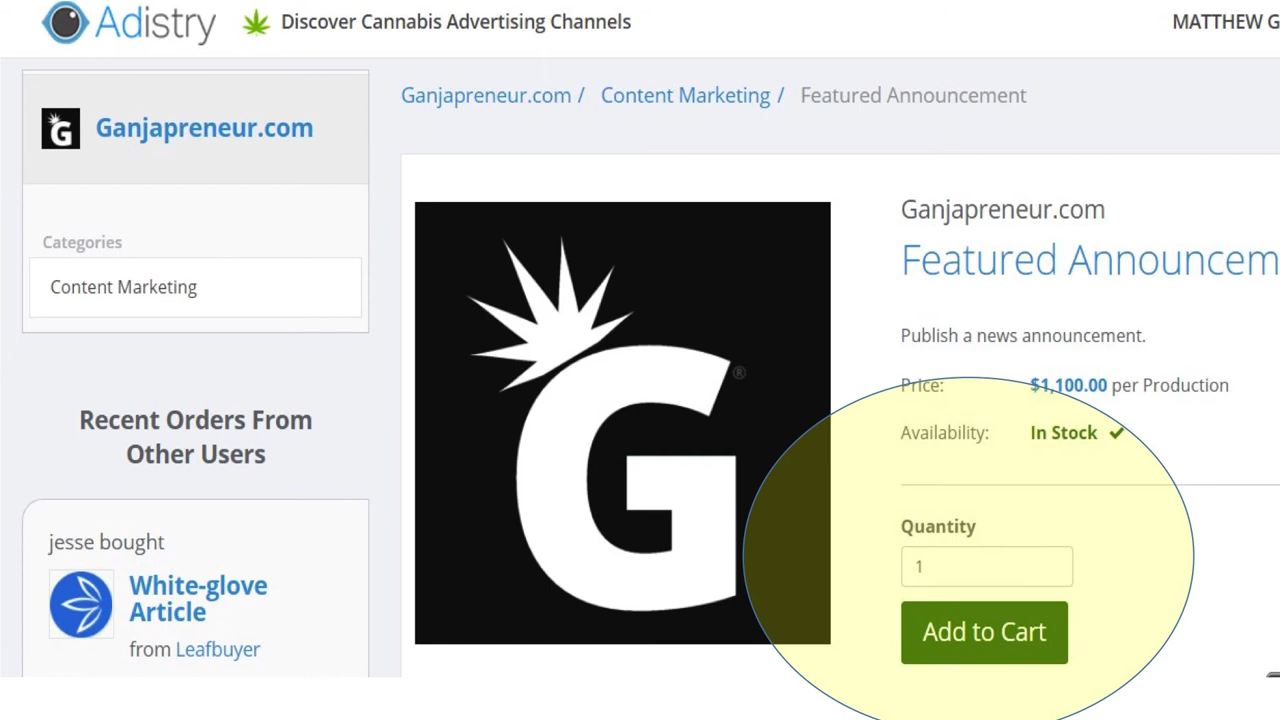 Adistry
Discover Cannabis Advertising Channels
MATTHEW G
Ganjapreneur.com / Content Marketing / Featured Announcement
G Ganjapreneur.com
Categories
Content Marketing
Recent Orders From
Other Users
jesse bought
White-glove
Article
from Leafbuyer
G®
Ganjapreneur.com
Featured Announcem
Publish a news announcement.
Price: $1,100.00 per Production
Availability: In Stock ✔
Quantity
1
Add to Cart